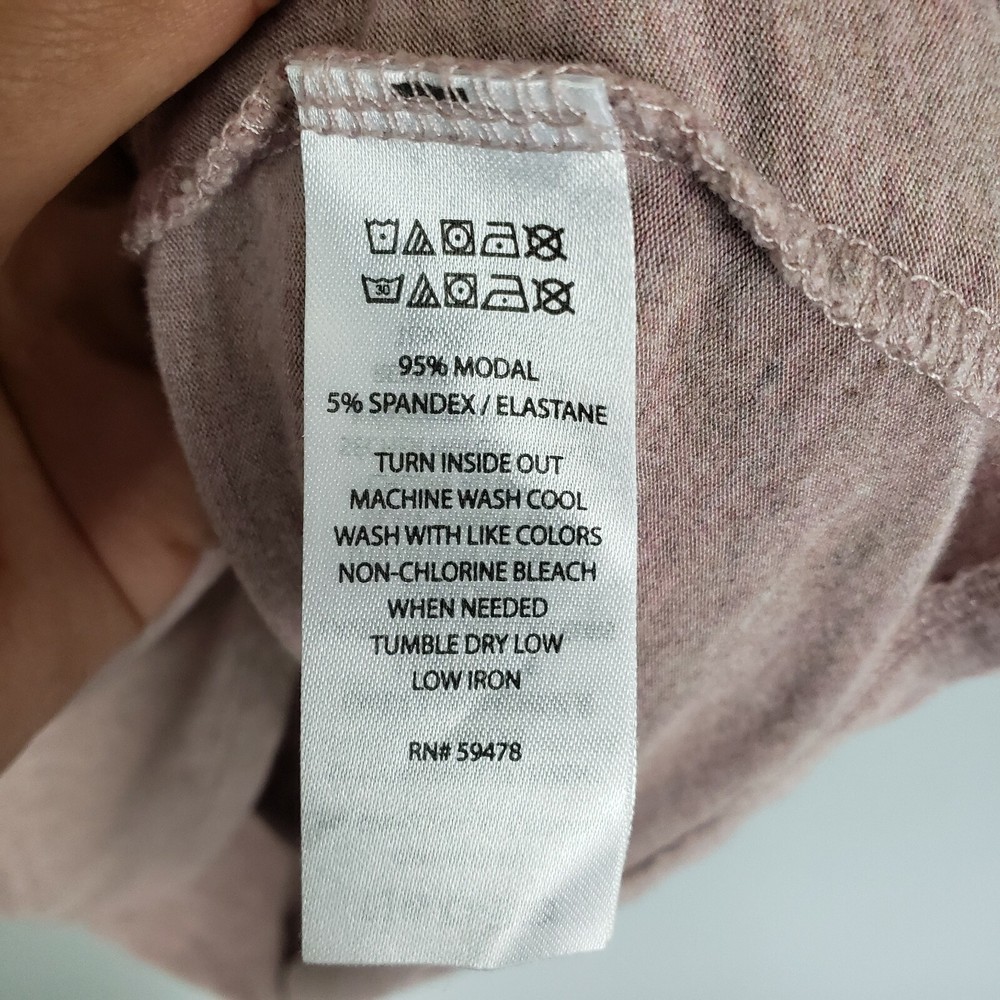 30
95% MODAL
5% SPANDEX / ELASTANE
TURN INSIDE OUT
MACHINE WASH COOL
WASH WITH LIKE COLORS
NON-CHLORINE BLEACH
WHEN NEEDED
TUMBLE DRY LOW
LOW IRON
RN# 59478